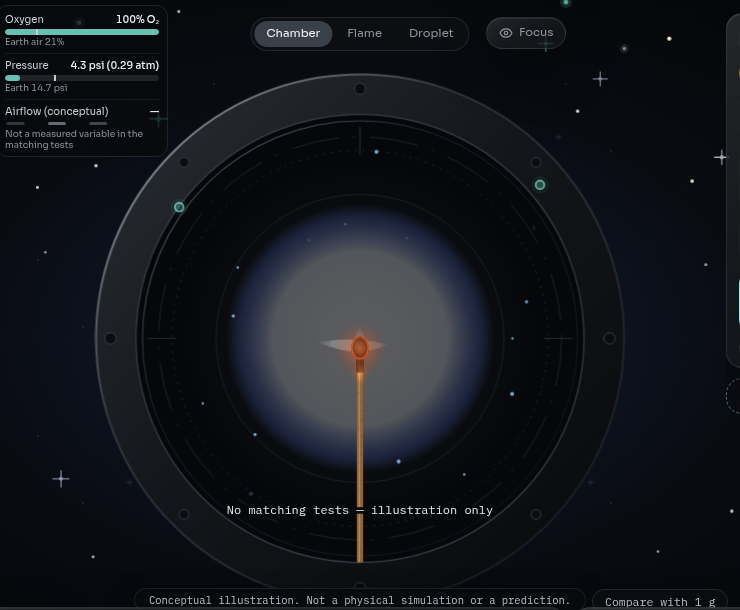 Oxygen 100% O₂
Earth air 21%
Pressure 4.3 psi (0.29 atm)
Earth 14.7 psi
Airflow (conceptual) —
Not a measured variable in the
matching tests
Chamber Flame Droplet Focus
No matching tests — illustration only
Conceptual illustration. Not a physical simulation or a prediction.
Compare with 1 g